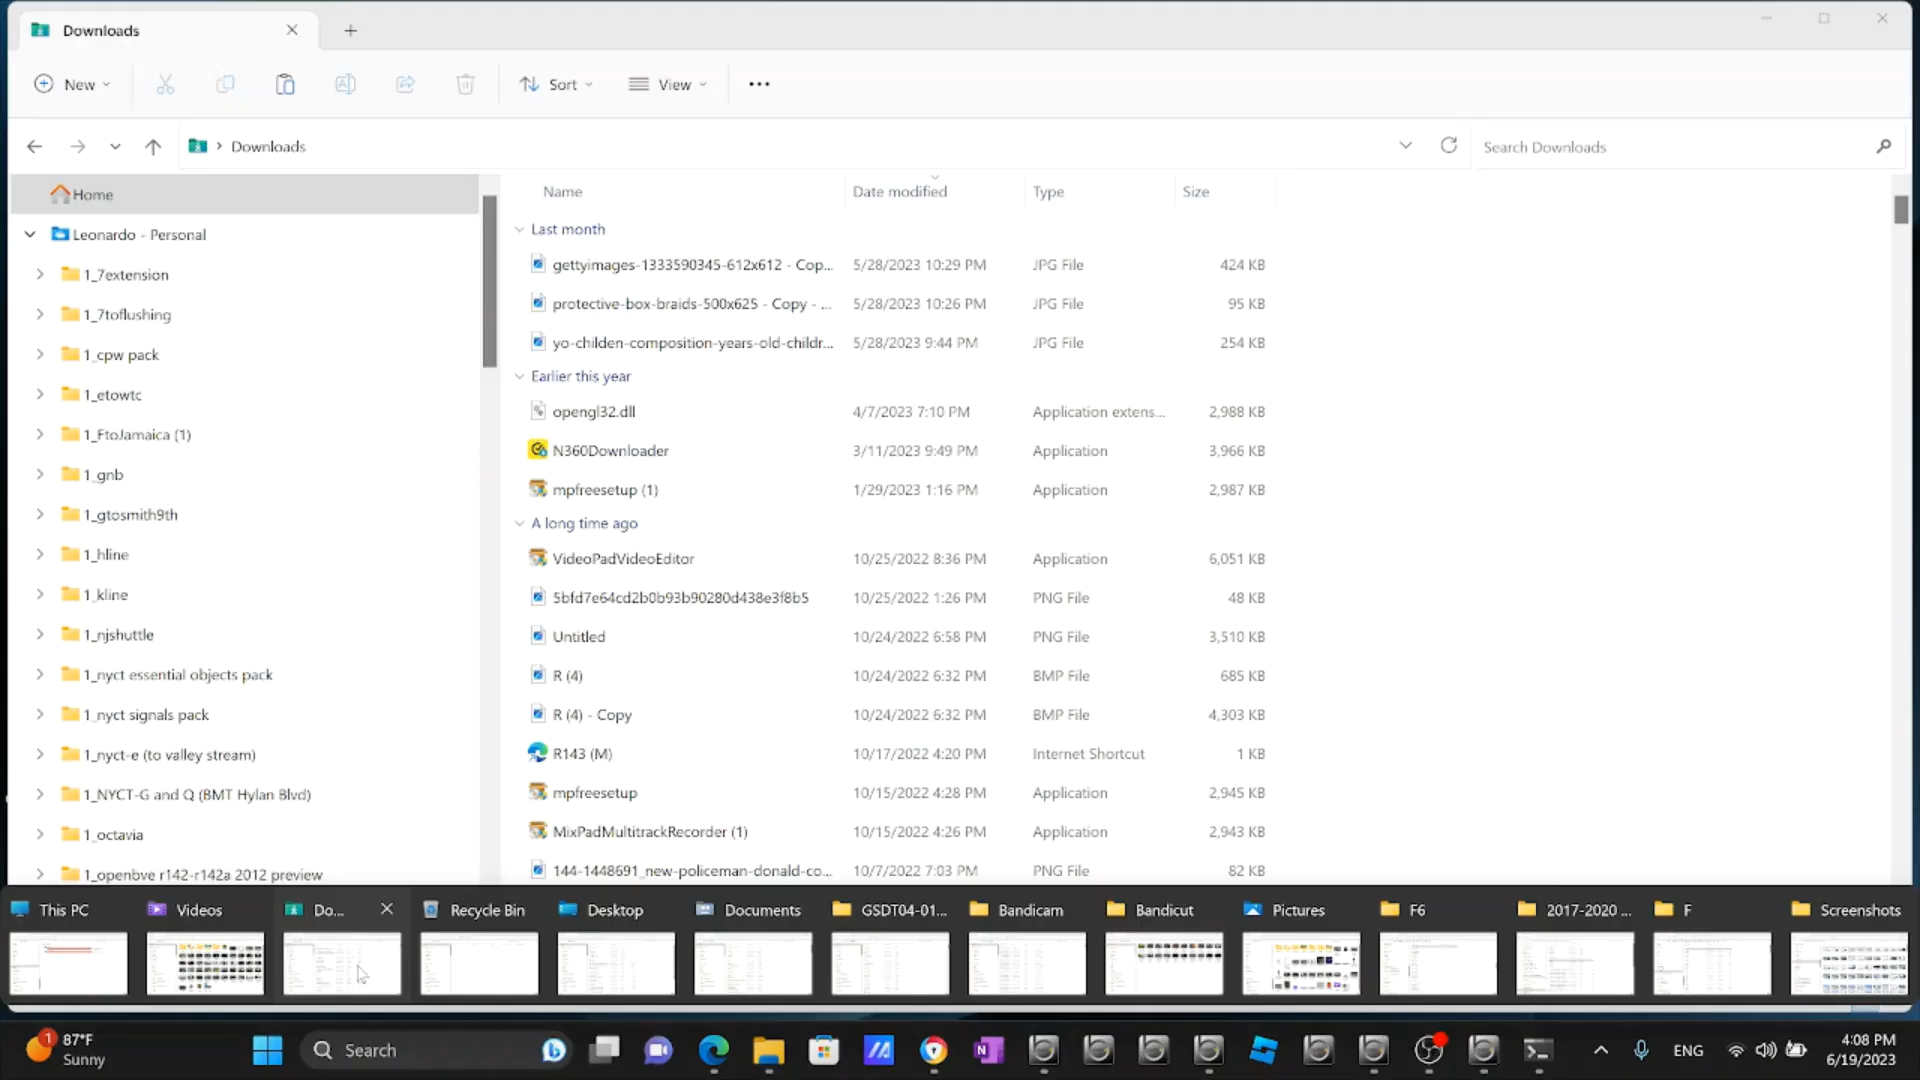 Downloads
New
Sort
View
Downloads
Search Downloads
Home
Leonardo - Personal
1_7extension
1_7toflushing
1_cpw pack
1_etowtc
1_FtoJamaica (1)
1_gnb
1_gtosmith9th
1_hline
1_kline
1_njshuttle
1_nyct essential objects pack
1_nyct signals pack
1_nyct-e (to valley stream)
1_NYCT-G and Q (BMT Hylan Blvd)
1_octavia
1_openbve r142-r142a 2012 preview
Name Date modified Type Size
Last month
gettyimages-1333590345-612x612 - Cop... 5/28/2023 10:29 PM JPG File 424 KB
protective-box-braids-500x625 - Copy - ... 5/28/2023 10:26 PM JPG File 95 KB
yo-childen-composition-years-old-childr... 5/28/2023 9:44 PM JPG File 254 KB
Earlier this year
opengl32.dll 4/7/2023 7:10 PM Application extens... 2,988 KB
N360Downloader 3/11/2023 9:49 PM Application 3,966 KB
mpfreesetup (1) 1/29/2023 1:16 PM Application 2,987 KB
A long time ago
VideoPadVideoEditor 10/25/2022 8:36 PM Application 6,051 KB
5bfd7e64cd2b0b93b90280d438e3f8b5 10/25/2022 1:26 PM PNG File 48 KB
Untitled 10/24/2022 6:58 PM PNG File 3,510 KB
R (4) 10/24/2022 6:32 PM BMP File 685 KB
R (4) - Copy 10/24/2022 6:32 PM BMP File 4,303 KB
R143 (M) 10/17/2022 4:20 PM Internet Shortcut 1 KB
mpfreesetup 10/15/2022 4:28 PM Application 2,945 KB
MixPadMultitrackRecorder (1) 10/15/2022 4:26 PM Application 2,943 KB
144-1448691_new-policeman-donald-co... 10/7/2022 7:03 PM PNG File 82 KB
This PC Videos Do... Recycle Bin Desktop Documents GSDT04-01... Bandicam Bandicut Pictures F6 2017-2020 ... F Screenshots
1 87°F
Sunny
Search
ENG
4:08 PM
6/19/2023